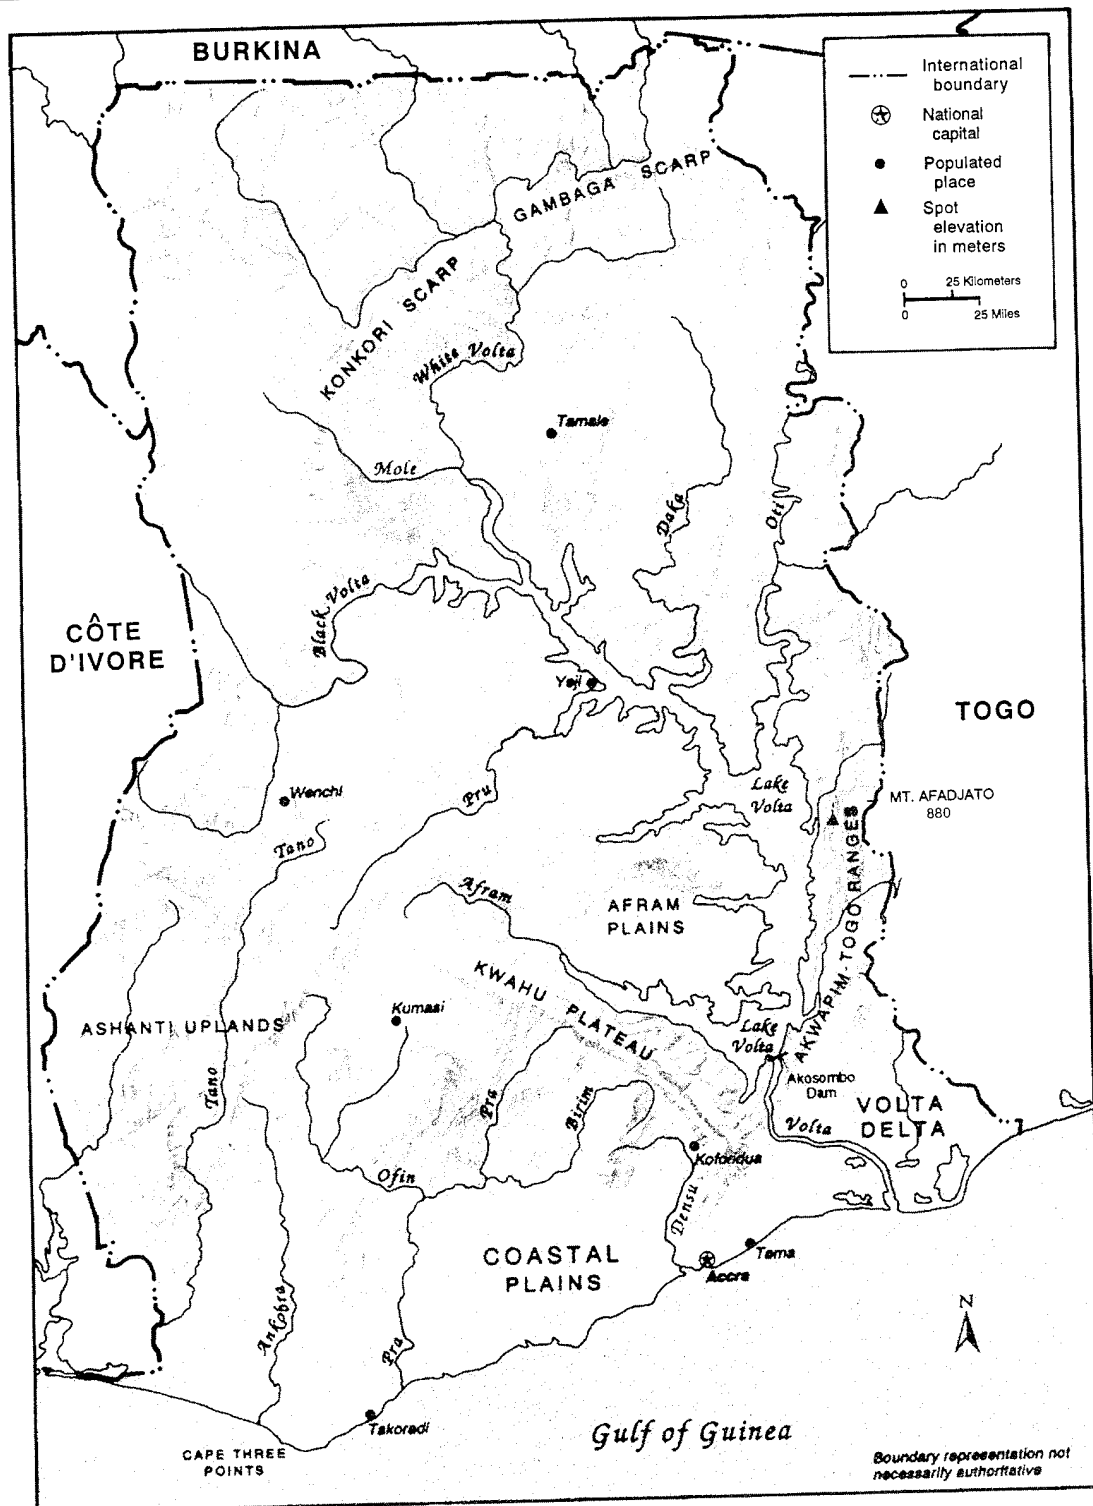 BURKINA
International
boundary
National
capital
Populated
place
Spot
elevation
in meters
0 25 Kilometers
0 25 Miles
GAMBAGA SCARP
KONKORI SCARP
White Volta
Tamale
Mole
Daka
Oti
Black Volta
CÔTE
D'IVORE
Yeji
TOGO
Lake
Volta
MT. AFADJATO
880
Wenchi
Pru
Tano
Afram
AFRAM
PLAINS
AKWAPIM-TOGO RANGES
KWAHU PLATEAU
Kumasi
ASHANTI UPLANDS
Lake
Volta
Tano
Pra
Birim
Akosombo
Dam
VOLTA
DELTA
Volta
Koforidua
Ofin
Densu
COASTAL
PLAINS
Tema
Accra
Ankobra
Pra
N
Takoradi
Gulf of Guinea
CAPE THREE
POINTS
Boundary representation not
necessarily authoritative